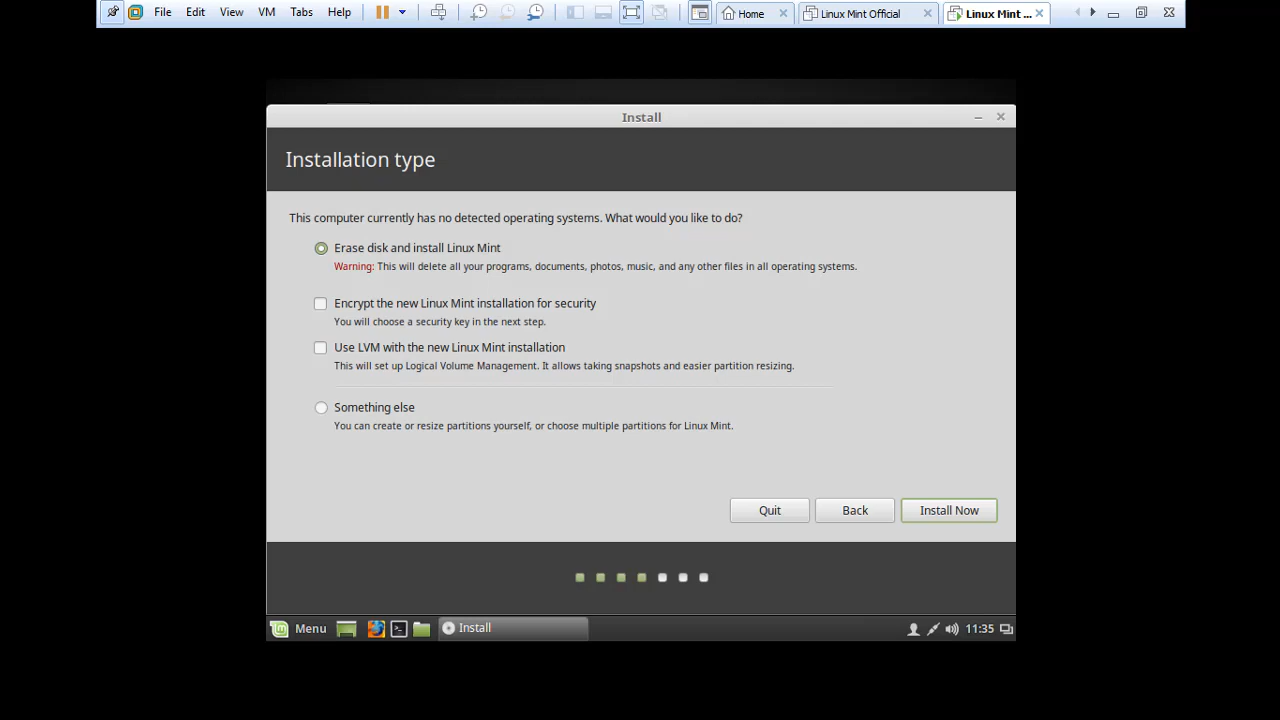 File Edit View VM Tabs Help Home Linux Mint Official Linux Mint ...
Install
Installation type
This computer currently has no detected operating systems. What would you like to do?
Erase disk and install Linux Mint
Warning: This will delete all your programs, documents, photos, music, and any other files in all operating systems.
Encrypt the new Linux Mint installation for security
You will choose a security key in the next step.
Use LVM with the new Linux Mint installation
This will set up Logical Volume Management. It allows taking snapshots and easier partition resizing.
Something else
You can create or resize partitions yourself, or choose multiple partitions for Linux Mint.
Quit Back Install Now
Menu Install 11:35